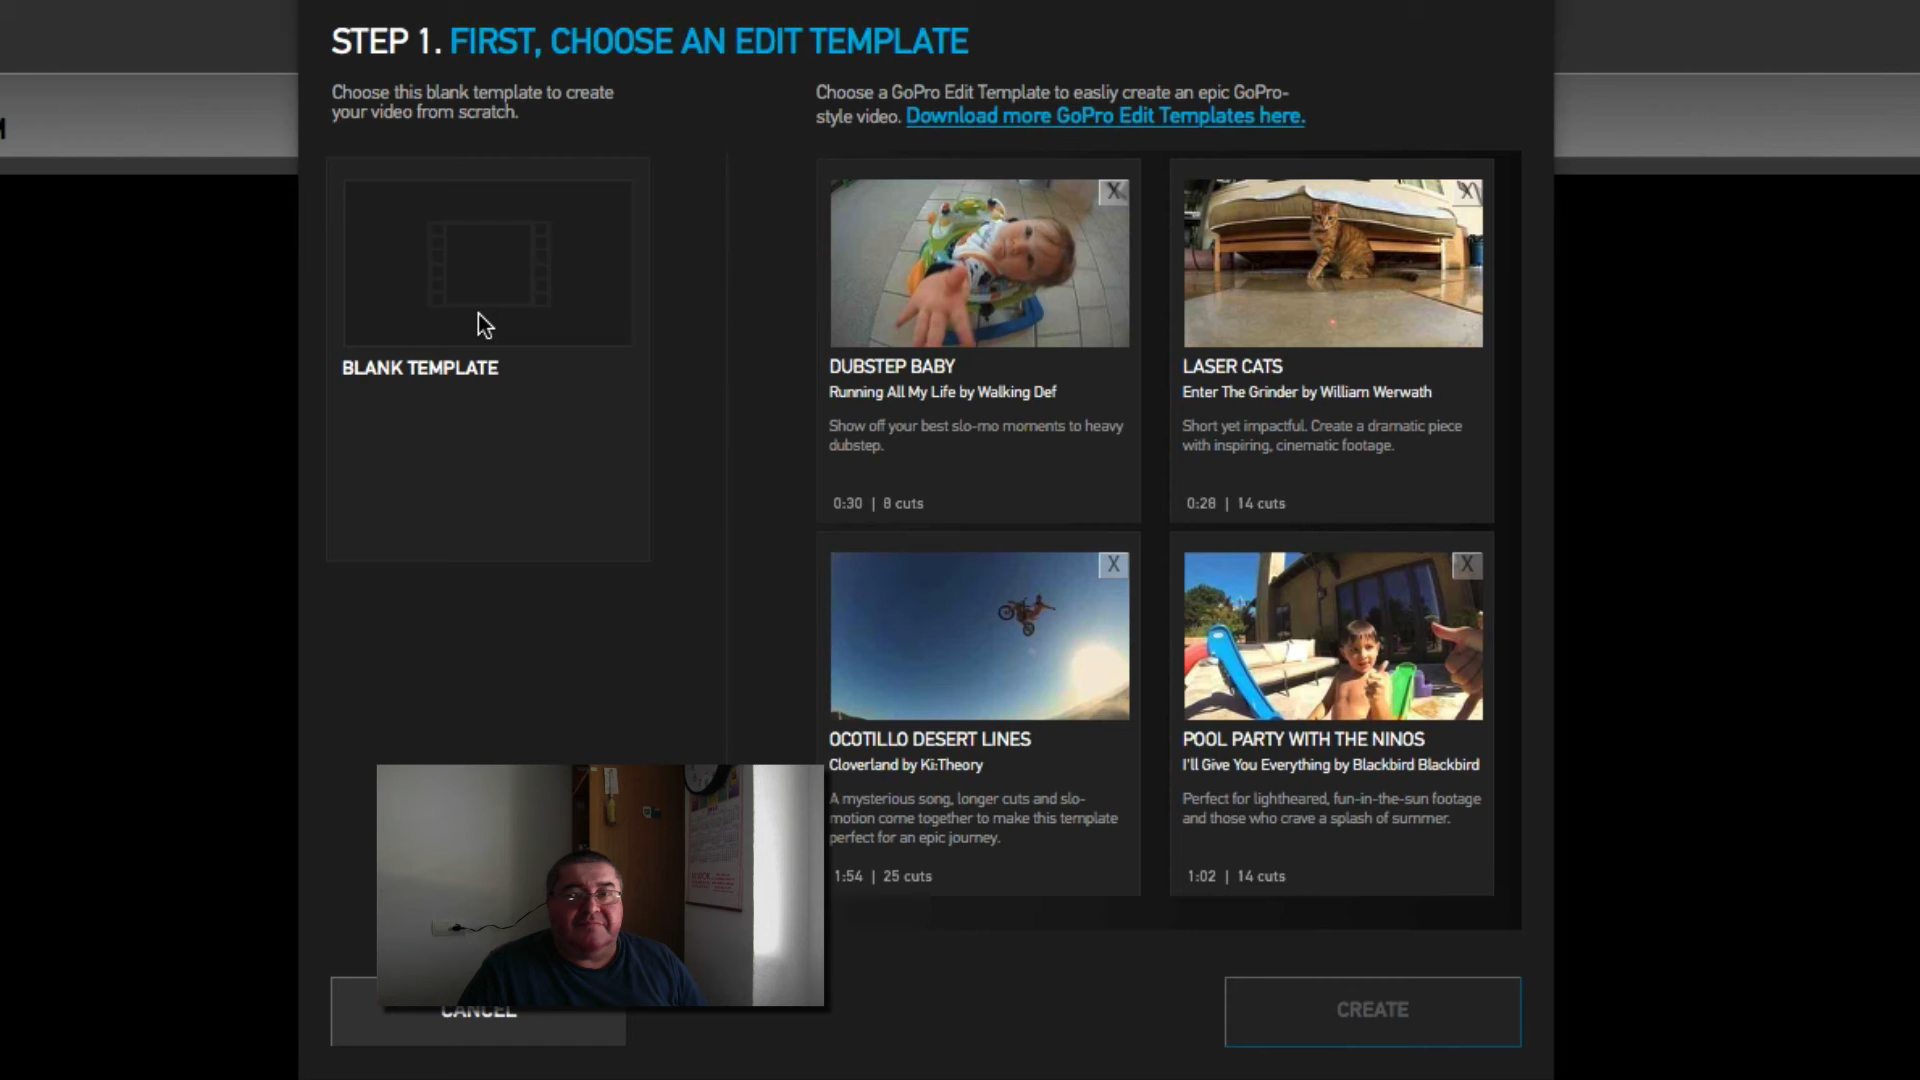 STEP 1. FIRST, CHOOSE AN EDIT TEMPLATE
Choose this blank template to create
your video from scratch.
Choose a GoPro Edit Template to easliy create an epic GoPro-
style video. Download more GoPro Edit Templates here.
BLANK TEMPLATE
X
DUBSTEP BABY
Running All My Life by Walking Def
Show off your best slo-mo moments to heavy
dubstep.
0:30 | 8 cuts
X
LASER CATS
Enter The Grinder by William Werwath
Short yet impactful. Create a dramatic piece
with inspiring, cinematic footage.
0:28 | 14 cuts
X
OCOTILLO DESERT LINES
Cloverland by Ki:Theory
A mysterious song, longer cuts and slo-
motion come together to make this template
perfect for an epic journey.
1:54 | 25 cuts
X
POOL PARTY WITH THE NINOS
I'll Give You Everything by Blackbird Blackbird
Perfect for lightheared, fun-in-the-sun footage
and those who crave a splash of summer.
1:02 | 14 cuts
CANCEL
CREATE